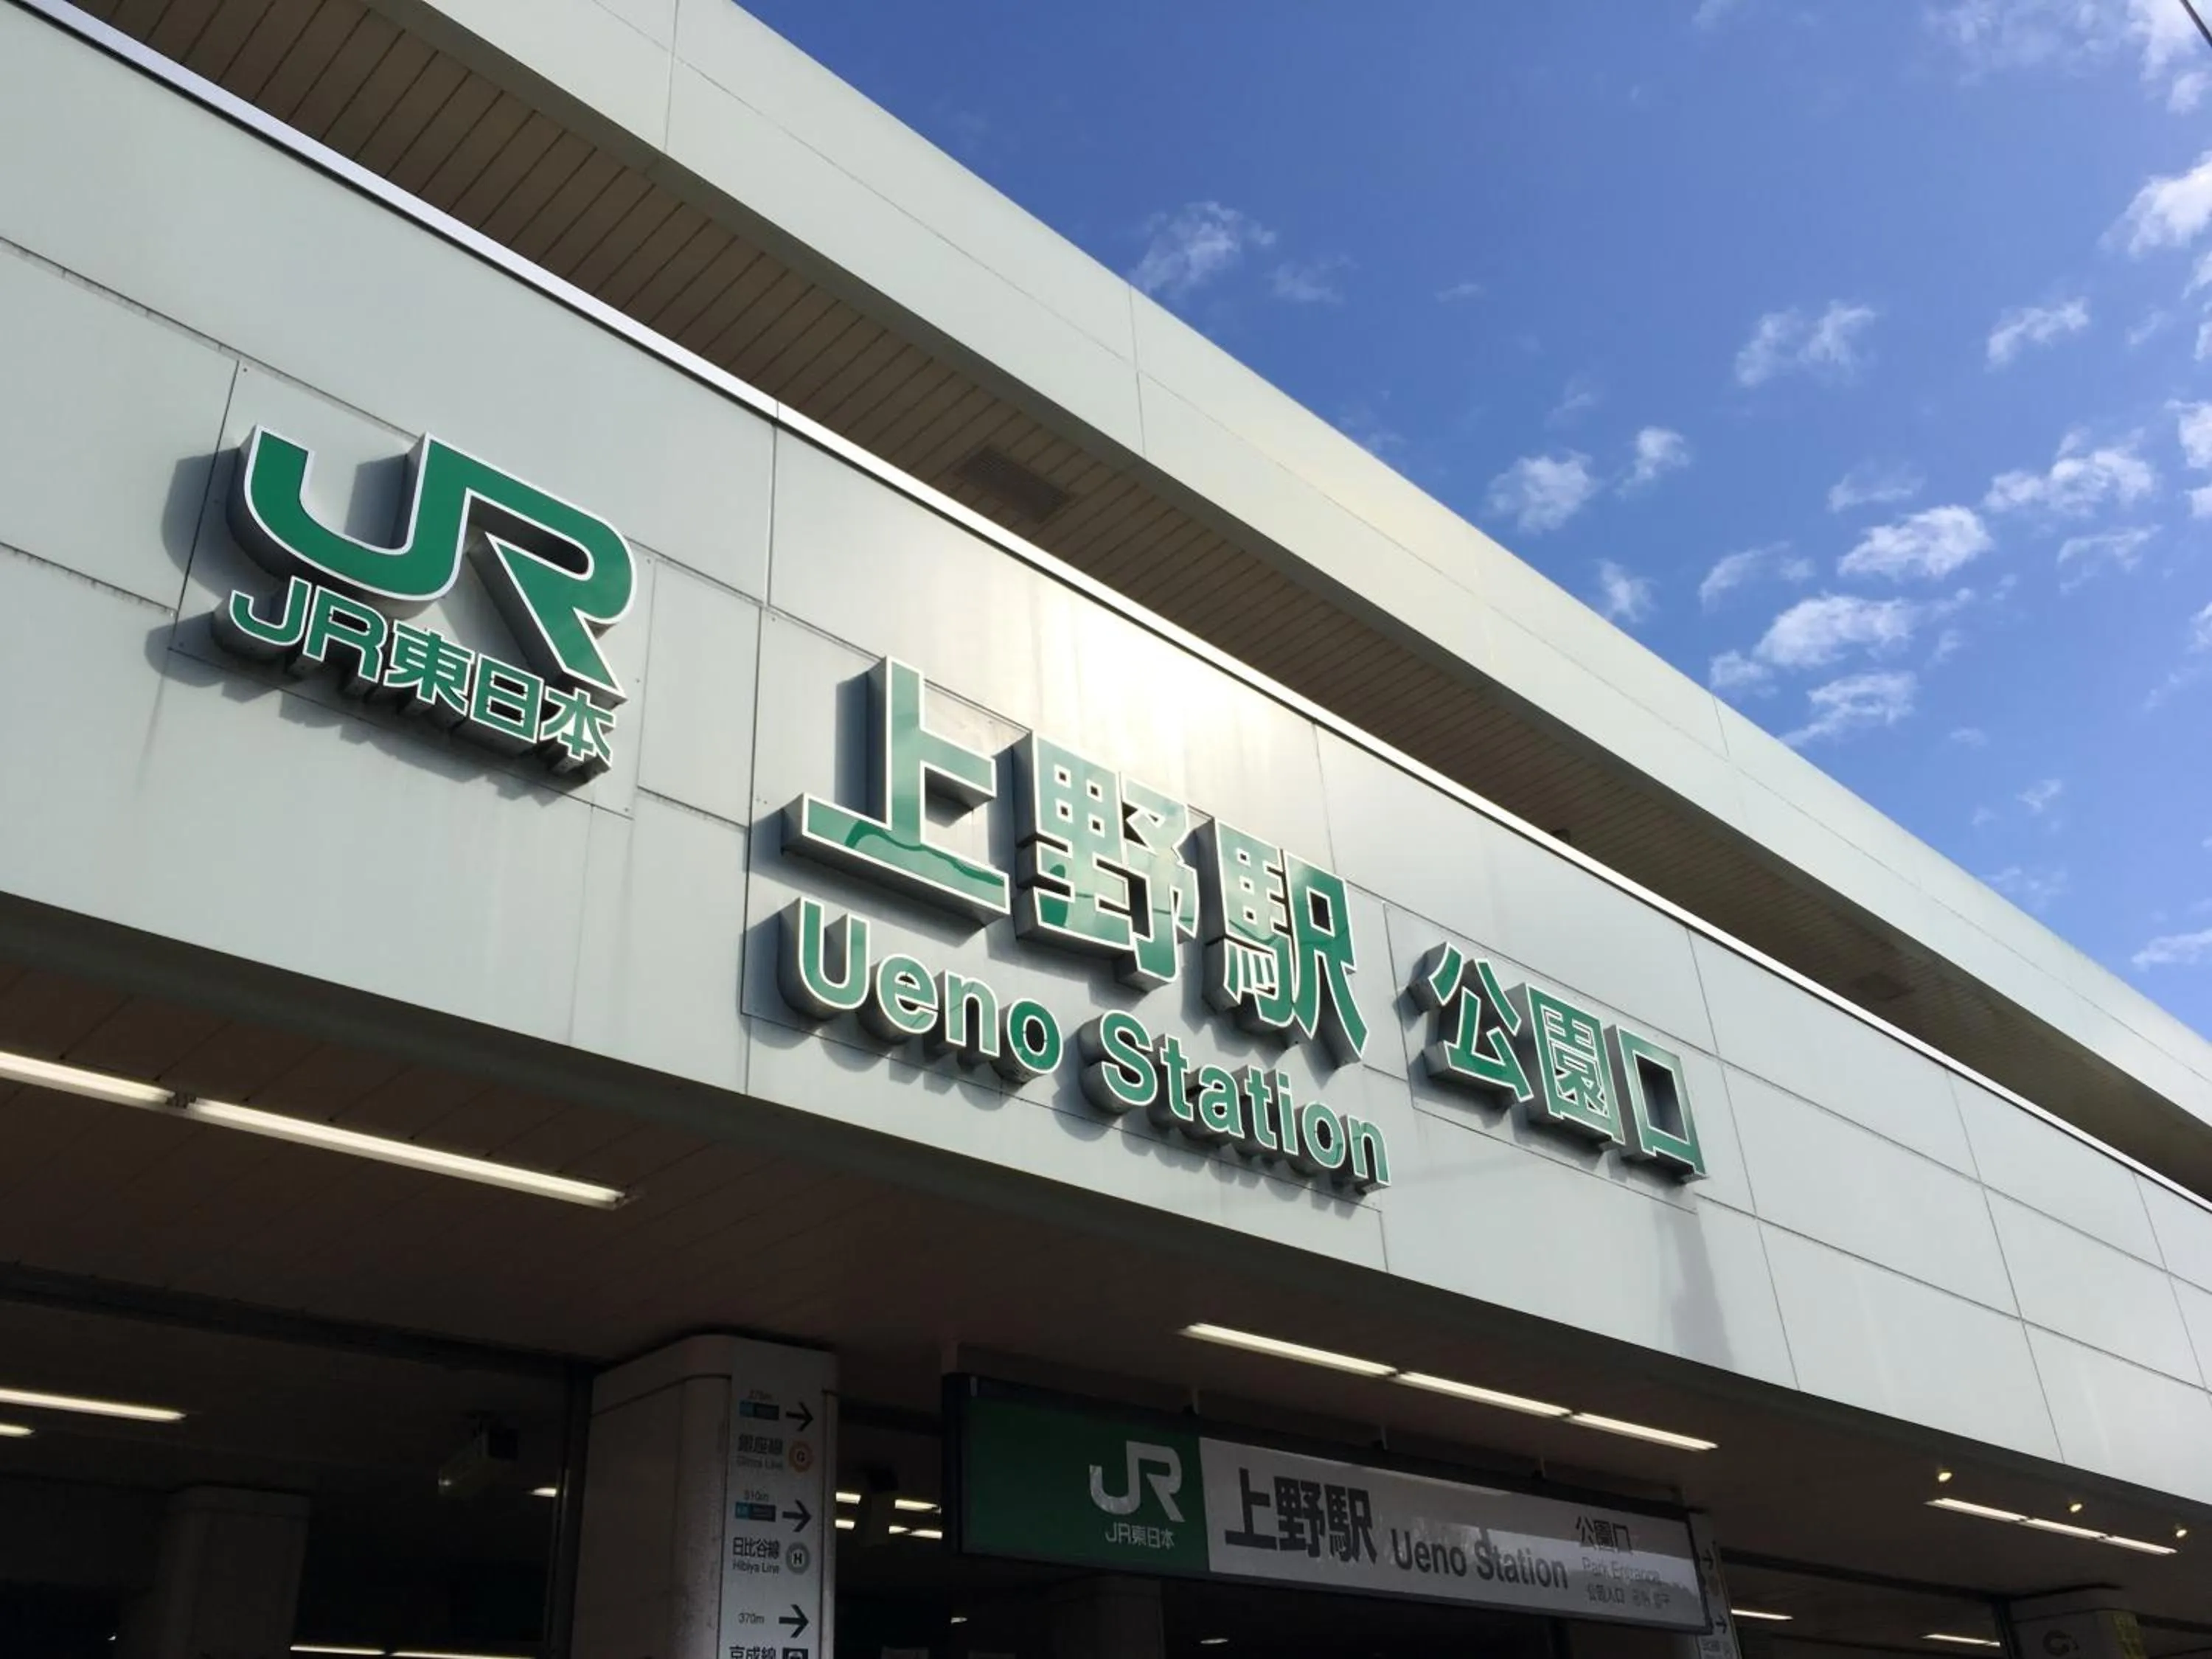 JR
JR東日本
上野駅 公園口
Ueno Station
JR
JR東日本
上野駅 Ueno Station
公園口
Park Entrance
銀座線 G
Ginza Line
310m
日比谷線 H
Hibiya Line
370m
京成線